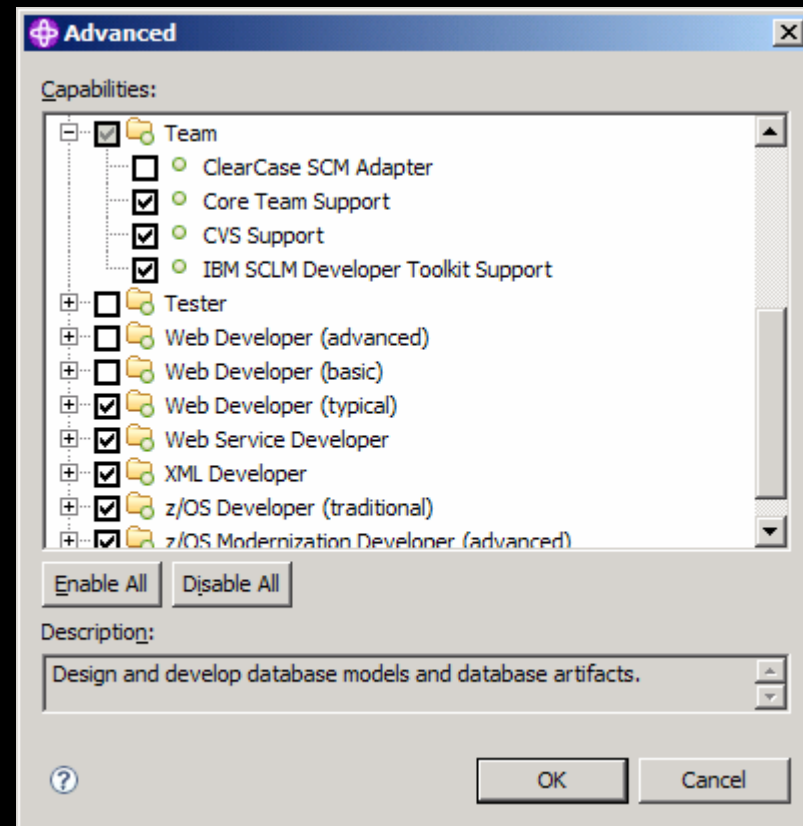 Advanced
Capabilities:
Team
ClearCase SCM Adapter
Core Team Support
CVS Support
IBM SCLM Developer Toolkit Support
Tester
Web Developer (advanced)
Web Developer (basic)
Web Developer (typical)
Web Service Developer
XML Developer
z/OS Developer (traditional)
z/OS Modernization Developer (advanced)
Enable All Disable All
Description:
Design and develop database models and database artifacts.
? OK Cancel